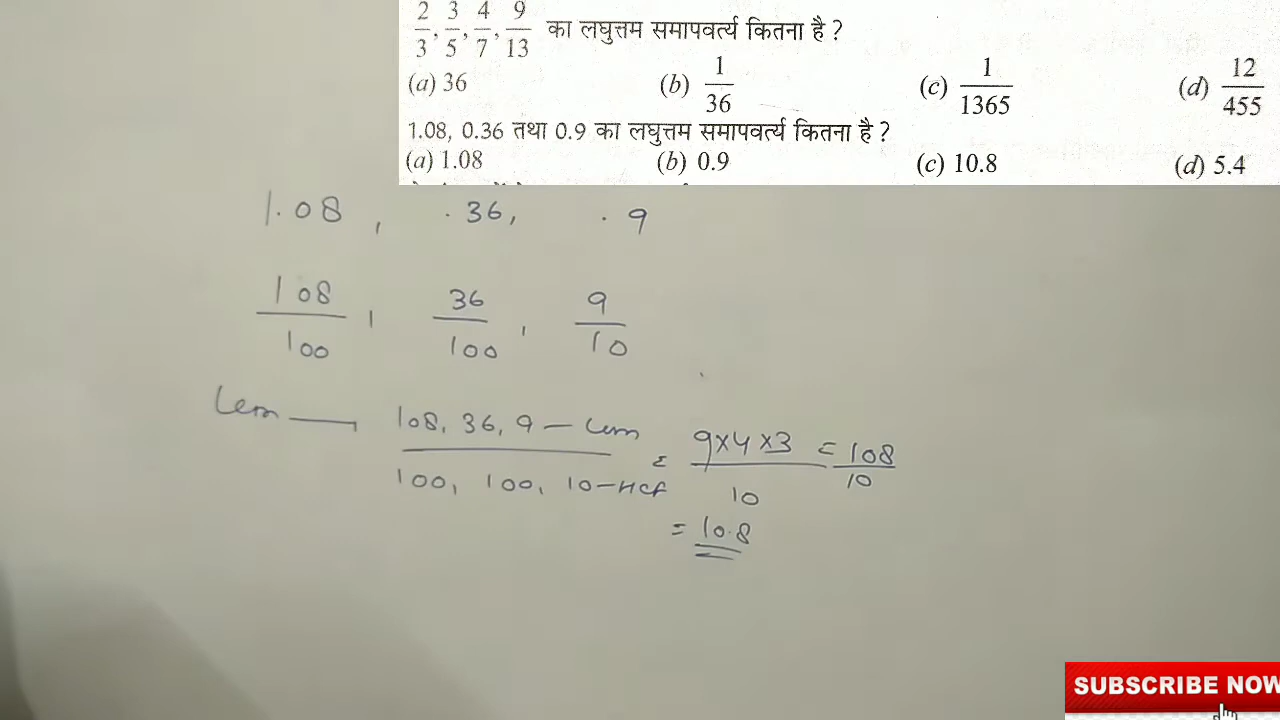 2/3, 3/5, 4/7, 9/13 का लघुत्तम समापवर्त्य कितना है ?
(a) 36 (b) 1/36 (c) 1/1365 (d) 12/455
1.08, 0.36 तथा 0.9 का लघुत्तम समापवर्त्य कितना है ?
(a) 1.08 (b) 0.9 (c) 10.8 (d) 5.4
1.08, .36, .9
108/100, 36/100, 9/10
Lcm — 108, 36, 9 — Lcm / 100, 100, 10 — HCF = 9×4×3 / 10 = 108/10
= 10.8
SUBSCRIBE NOW